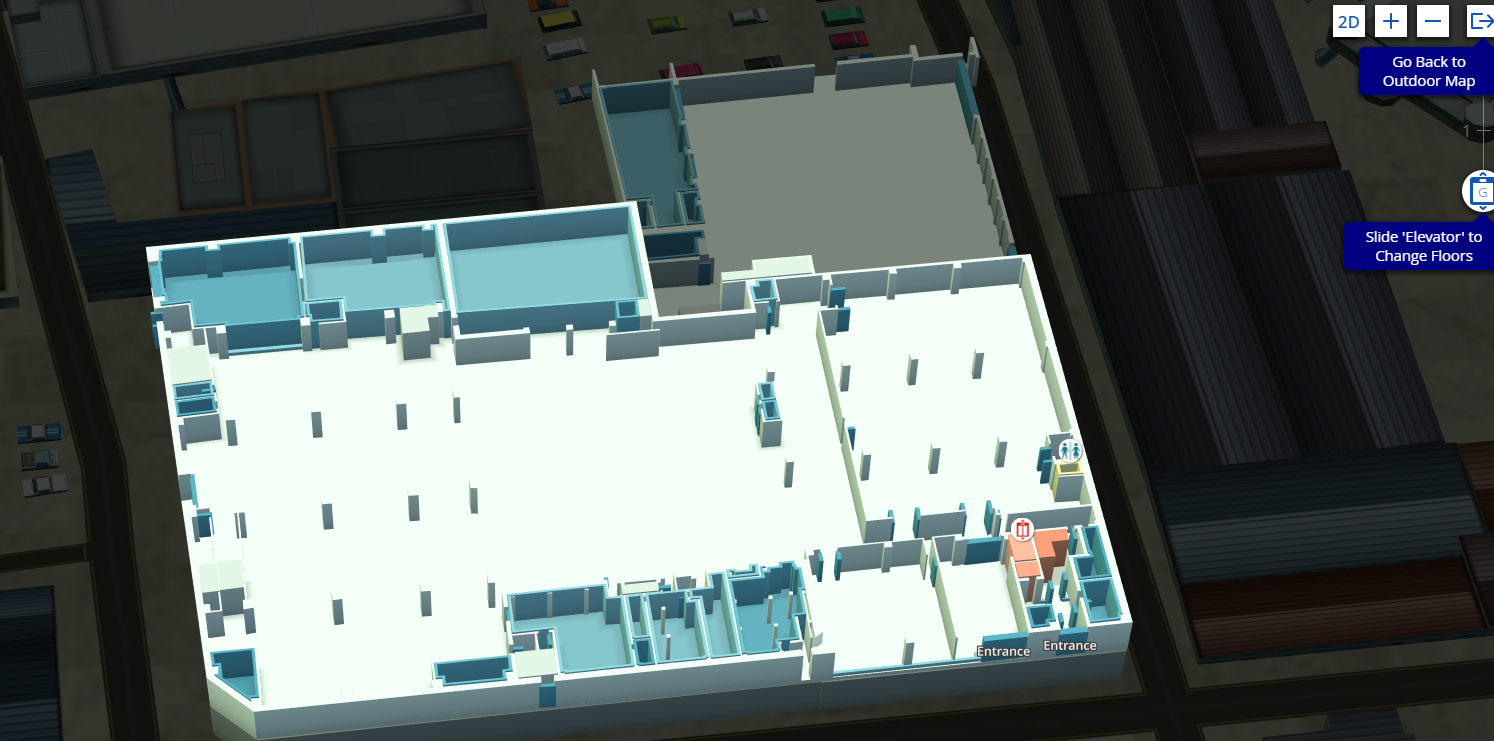 2D
Go Back to
Outdoor Map
1
G
Slide 'Elevator' to
Change Floors
Entrance
Entrance